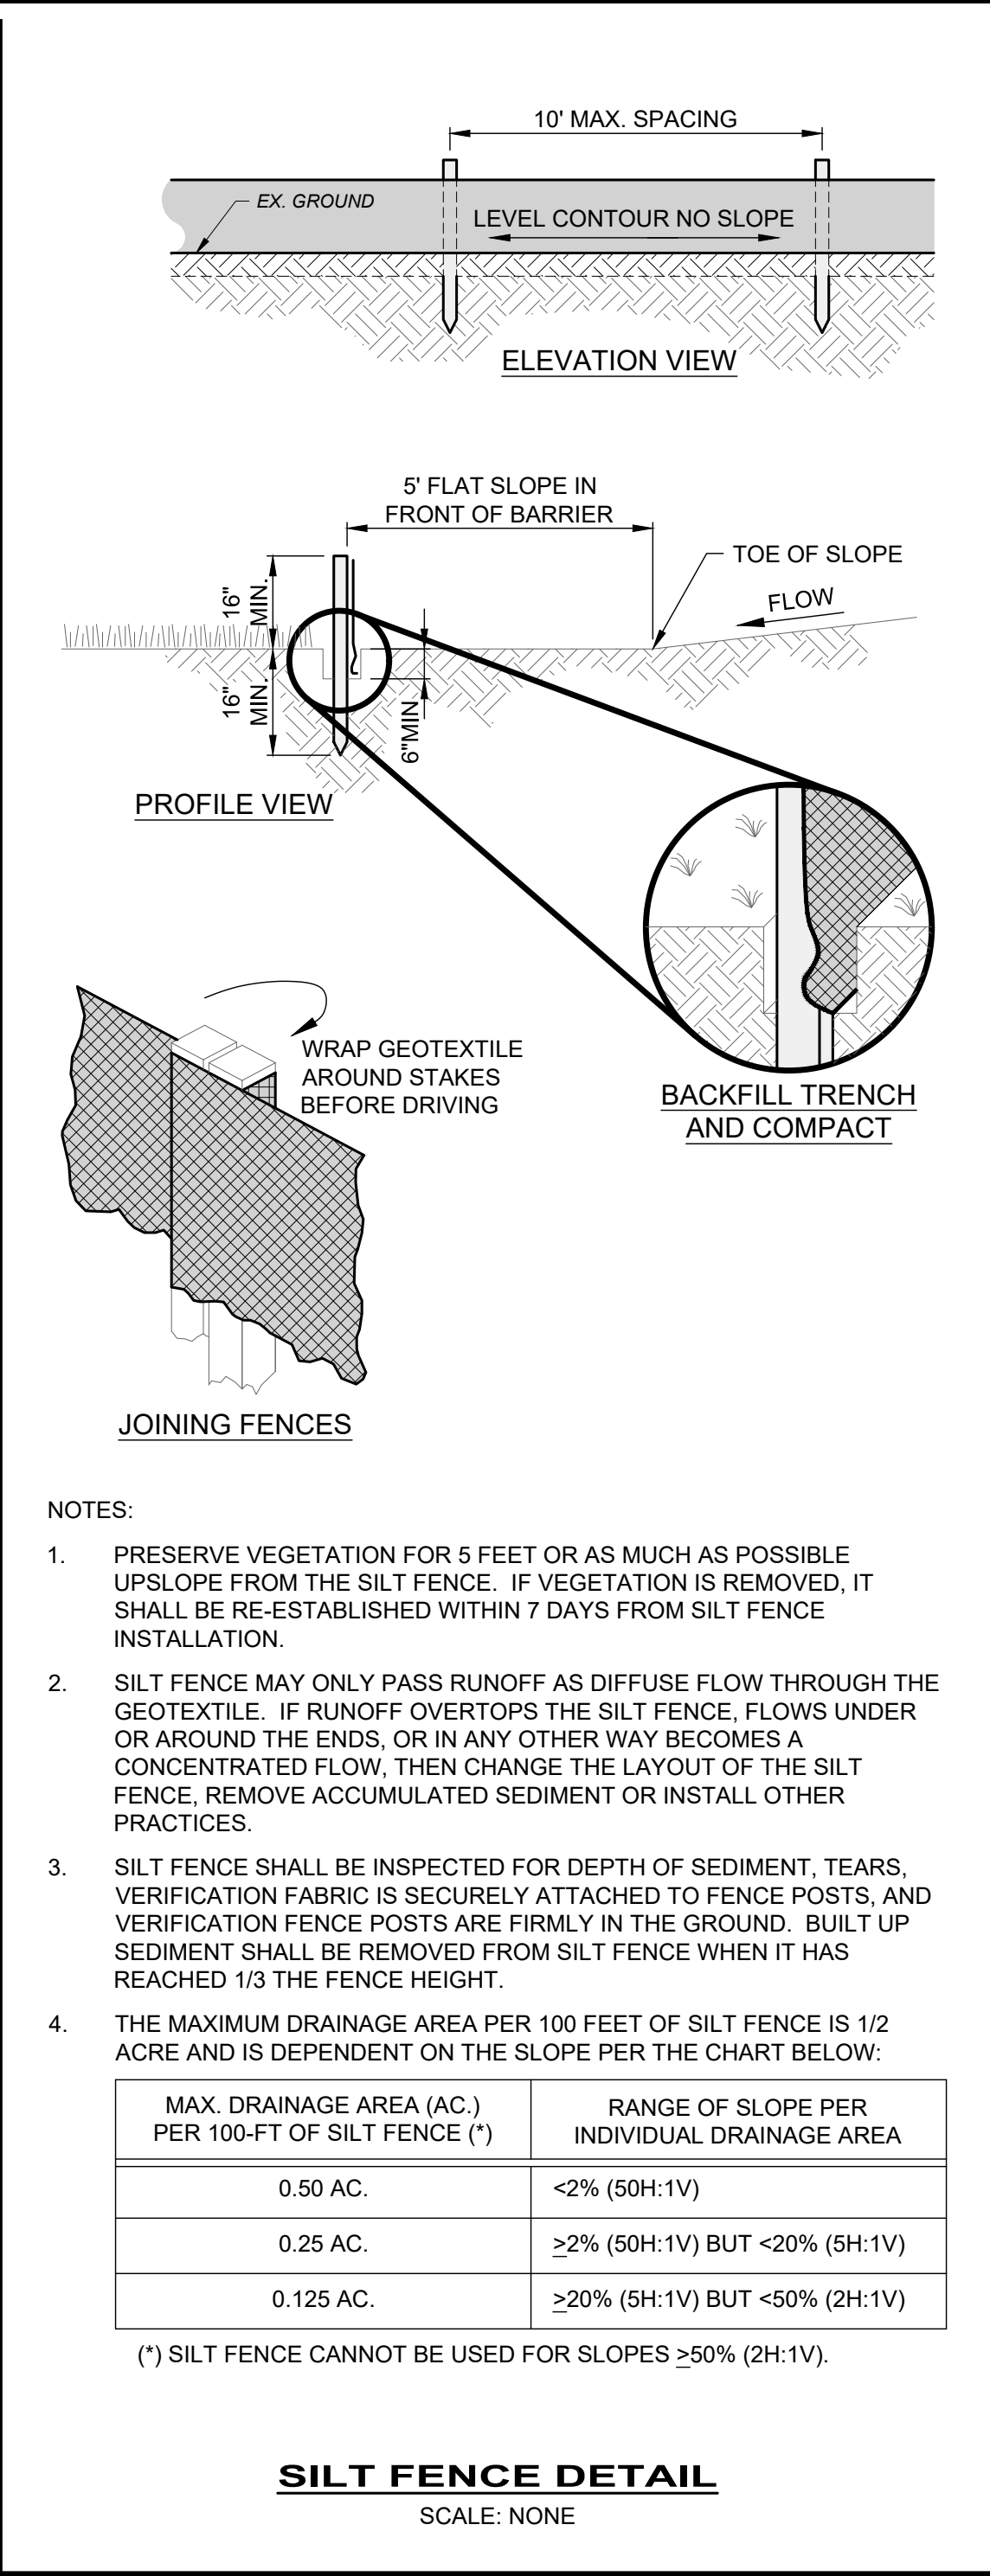 10' MAX. SPACING
EX. GROUND
LEVEL CONTOUR NO SLOPE
ELEVATION VIEW
5' FLAT SLOPE IN
FRONT OF BARRIER
TOE OF SLOPE
FLOW
16"
MIN.
16"
MIN.
6"MIN
PROFILE VIEW
WRAP GEOTEXTILE
AROUND STAKES
BEFORE DRIVING
BACKFILL TRENCH
AND COMPACT
JOINING FENCES
NOTES:
1. PRESERVE VEGETATION FOR 5 FEET OR AS MUCH AS POSSIBLE
UPSLOPE FROM THE SILT FENCE. IF VEGETATION IS REMOVED, IT
SHALL BE RE-ESTABLISHED WITHIN 7 DAYS FROM SILT FENCE
INSTALLATION.
2. SILT FENCE MAY ONLY PASS RUNOFF AS DIFFUSE FLOW THROUGH THE
GEOTEXTILE. IF RUNOFF OVERTOPS THE SILT FENCE, FLOWS UNDER
OR AROUND THE ENDS, OR IN ANY OTHER WAY BECOMES A
CONCENTRATED FLOW, THEN CHANGE THE LAYOUT OF THE SILT
FENCE, REMOVE ACCUMULATED SEDIMENT OR INSTALL OTHER
PRACTICES.
3. SILT FENCE SHALL BE INSPECTED FOR DEPTH OF SEDIMENT, TEARS,
VERIFICATION FABRIC IS SECURELY ATTACHED TO FENCE POSTS, AND
VERIFICATION FENCE POSTS ARE FIRMLY IN THE GROUND. BUILT UP
SEDIMENT SHALL BE REMOVED FROM SILT FENCE WHEN IT HAS
REACHED 1/3 THE FENCE HEIGHT.
4. THE MAXIMUM DRAINAGE AREA PER 100 FEET OF SILT FENCE IS 1/2
ACRE AND IS DEPENDENT ON THE SLOPE PER THE CHART BELOW:
MAX. DRAINAGE AREA (AC.)
PER 100-FT OF SILT FENCE (*)
RANGE OF SLOPE PER
INDIVIDUAL DRAINAGE AREA
0.50 AC.
<2% (50H:1V)
0.25 AC.
≥2% (50H:1V) BUT <20% (5H:1V)
0.125 AC.
≥20% (5H:1V) BUT <50% (2H:1V)
(*) SILT FENCE CANNOT BE USED FOR SLOPES ≥50% (2H:1V).
SILT FENCE DETAIL
SCALE: NONE